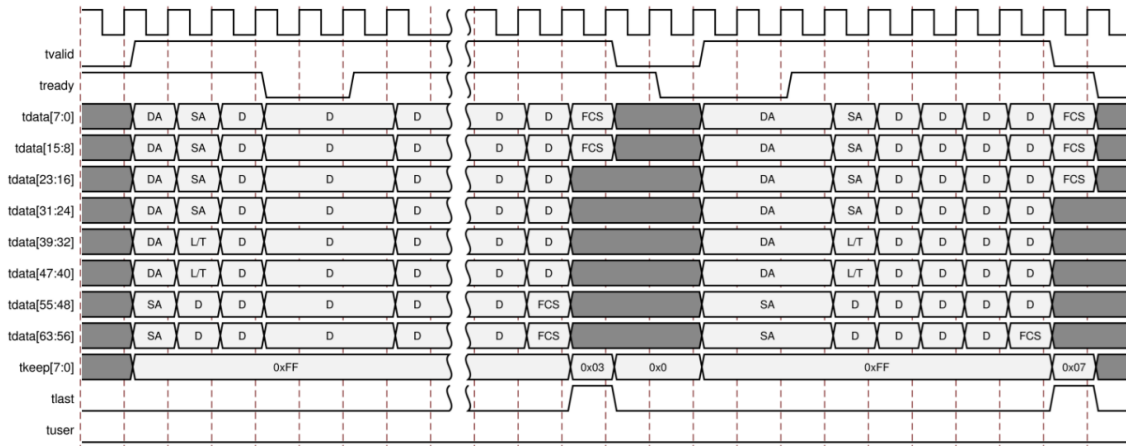 tvalid
tready
tdata[7:0] DA SA D D D D D FCS DA SA D D D D FCS
tdata[15:8] DA SA D D D D D FCS DA SA D D D D FCS
tdata[23:16] DA SA D D D D D DA SA D D D D FCS
tdata[31:24] DA SA D D D D D DA SA D D D D
tdata[39:32] DA L/T D D D D D DA L/T D D D D
tdata[47:40] DA L/T D D D D D DA L/T D D D D
tdata[55:48] SA D D D D D FCS SA D D D D D
tdata[63:56] SA D D D D D FCS SA D D D D FCS
tkeep[7:0] 0xFF 0x03 0x0 0xFF 0x07
tlast
tuser